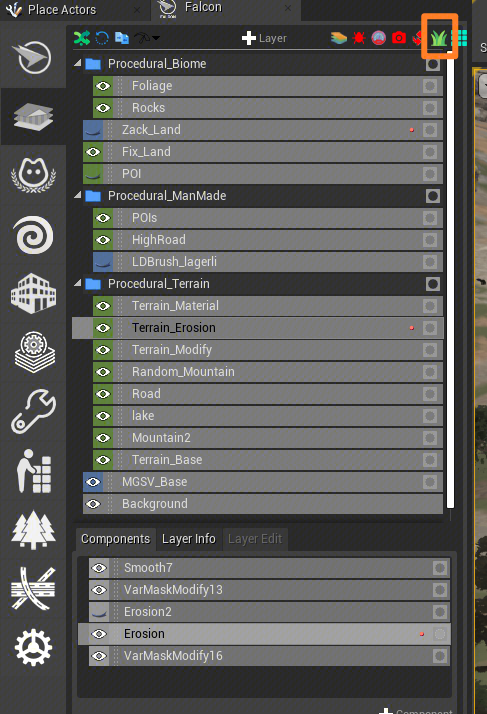 Place Actors
Falcon
FALCON
Layer
S
Procedural_Biome
Foliage
Rocks
Zack_Land
Fix_Land
POI
Procedural_ManMade
POIs
HighRoad
LDBrush_lagerli
Procedural_Terrain
Terrain_Material
Terrain_Erosion
Terrain_Modify
Random_Mountain
Road
lake
Mountain2
Terrain_Base
MGSV_Base
Background
Components Layer Info Layer Edit
Smooth7
VarMaskModify13
Erosion2
Erosion
VarMaskModify16
Component